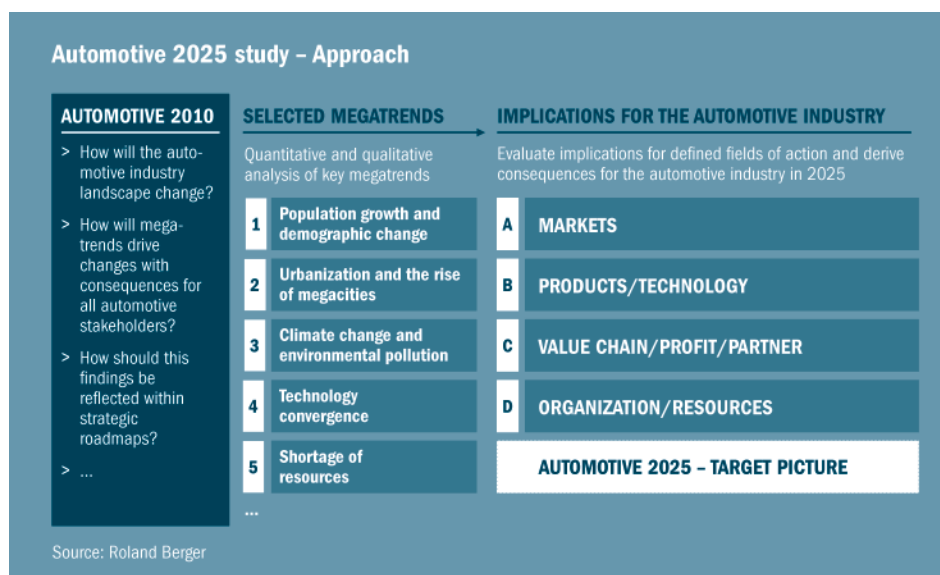 Automotive 2025 study – Approach
AUTOMOTIVE 2010
> How will the auto-
motive industry
landscape change?
> How will mega-
trends drive
changes with
consequences for
all automotive
stakeholders?
> How should this
findings be
reflected within
strategic
roadmaps?
> ...
SELECTED MEGATRENDS
Quantitative and qualitative
analysis of key megatrends
1 Population growth and
demographic change
2 Urbanization and the rise
of megacities
3 Climate change and
environmental pollution
4 Technology
convergence
5 Shortage of
resources
...
IMPLICATIONS FOR THE AUTOMOTIVE INDUSTRY
Evaluate implications for defined fields of action and derive
consequences for the automotive industry in 2025
A MARKETS
B PRODUCTS/TECHNOLOGY
C VALUE CHAIN/PROFIT/PARTNER
D ORGANIZATION/RESOURCES
AUTOMOTIVE 2025 – TARGET PICTURE
Source: Roland Berger